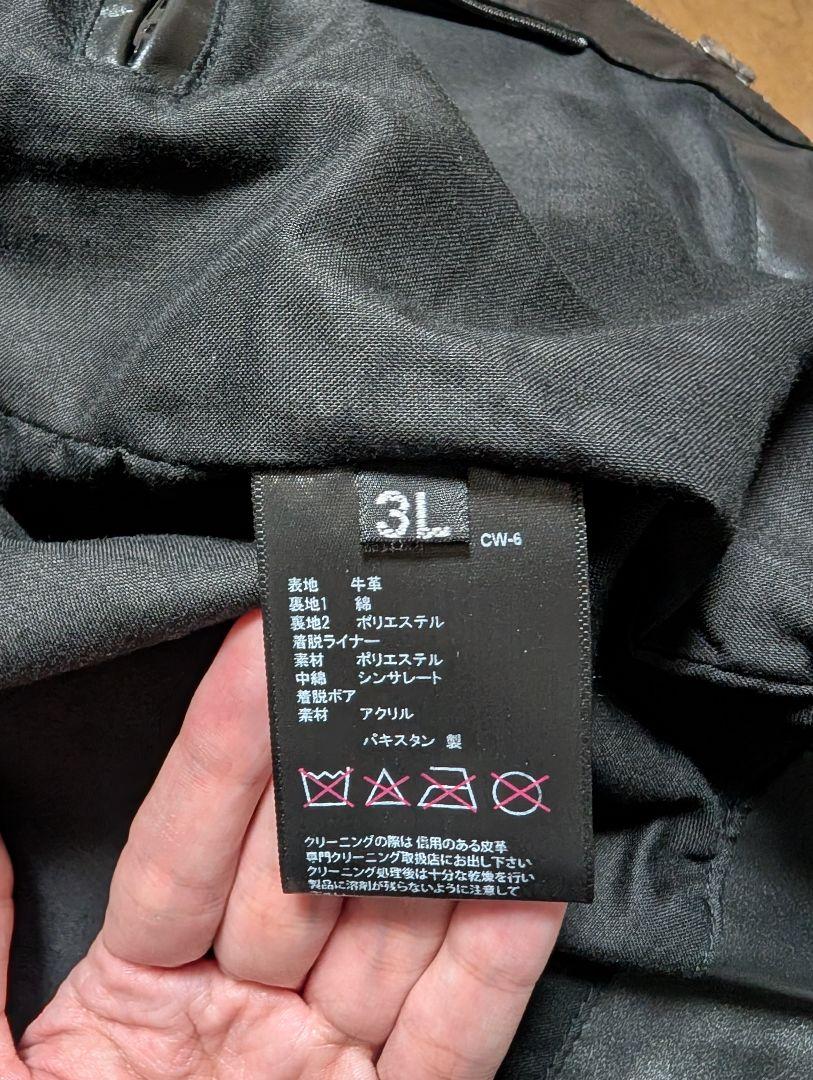 3L
CW-6
表地 牛革
裏地1 綿
裏地2 ポリエステル
着脱ライナー
素材 ポリエステル
中綿 シンサレート
着脱ボア
素材 アクリル
パキスタン 製
クリーニングの際は 信用のある皮革
専門クリーニング取扱店にお出し下さい
クリーニング処理後は十分な乾燥を行い
製品に溶剤が残らないように注意して